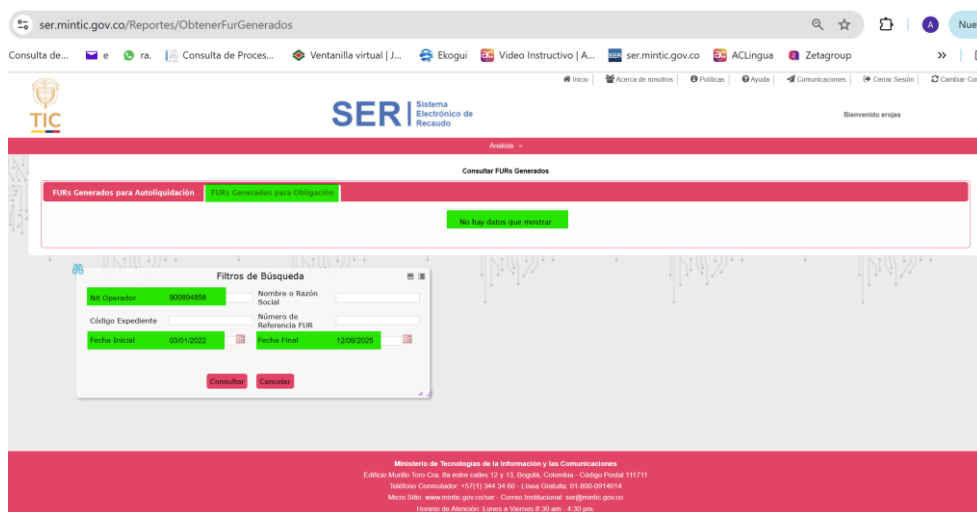 ser.mintic.gov.co/Reportes/ObtenerFurGenerados
A
Consulta de... e ra. Consulta de Proces... Ventanilla virtual | J... Ekogui Video Instructivo | A... ser.mintic.gov.co ACLingua Zetagroup »
Inicio Acerca de nosotros Políticas Ayuda Comunicaciones Cerrar Sesión
TIC
SER Sistema Electrónico de Recaudo
Bienvenido erojas
Analista
Consultar FURs Generados
FURs Generados para Autoliquidación FURs Generados para Obligación
No hay datos que mostrar
Filtros de Búsqueda
Nit Operador 900894858 Nombre o Razón Social
Código Expediente Número de Referencia FUR
Fecha Inicial 03/01/2022 Fecha Final 12/09/2025
Consultar Cancelar
Ministerio de Tecnologías de la Información y las Comunicaciones
Edificio Murillo Toro Cra. 8a entre calles 12 y 13, Bogotá, Colombia - Código Postal 111711
Teléfono Conmutador: +57(1) 344 34 60 - Línea Gratuita: 01-800-0914014
Micro Sitio: www.mintic.gov.co/ser - Correo Institucional: ser@mintic.gov.co
Horario de Atención: Lunes a Viernes 8:30 am - 4:30 pm.